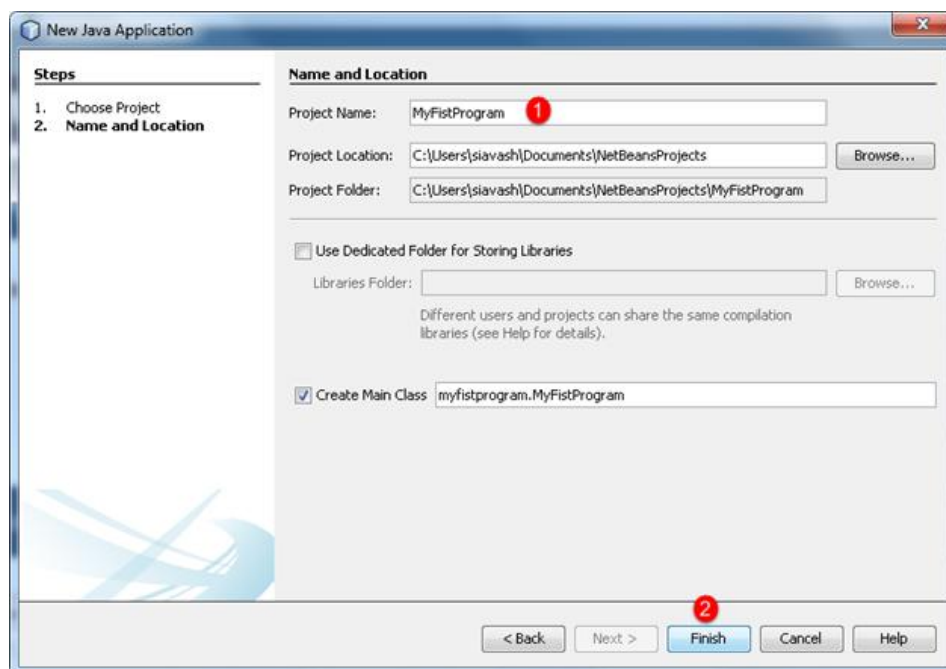 New Java Application
Steps
1. Choose Project
2. Name and Location
Name and Location
Project Name: MyFistProgram 1
Project Location: C:\Users\siavash\Documents\NetBeansProjects Browse...
Project Folder: C:\Users\siavash\Documents\NetBeansProjects\MyFistProgram
Use Dedicated Folder for Storing Libraries
Libraries Folder: Browse...
Different users and projects can share the same compilation
libraries (see Help for details).
Create Main Class myfistprogram.MyFistProgram
2
< Back Next > Finish Cancel Help